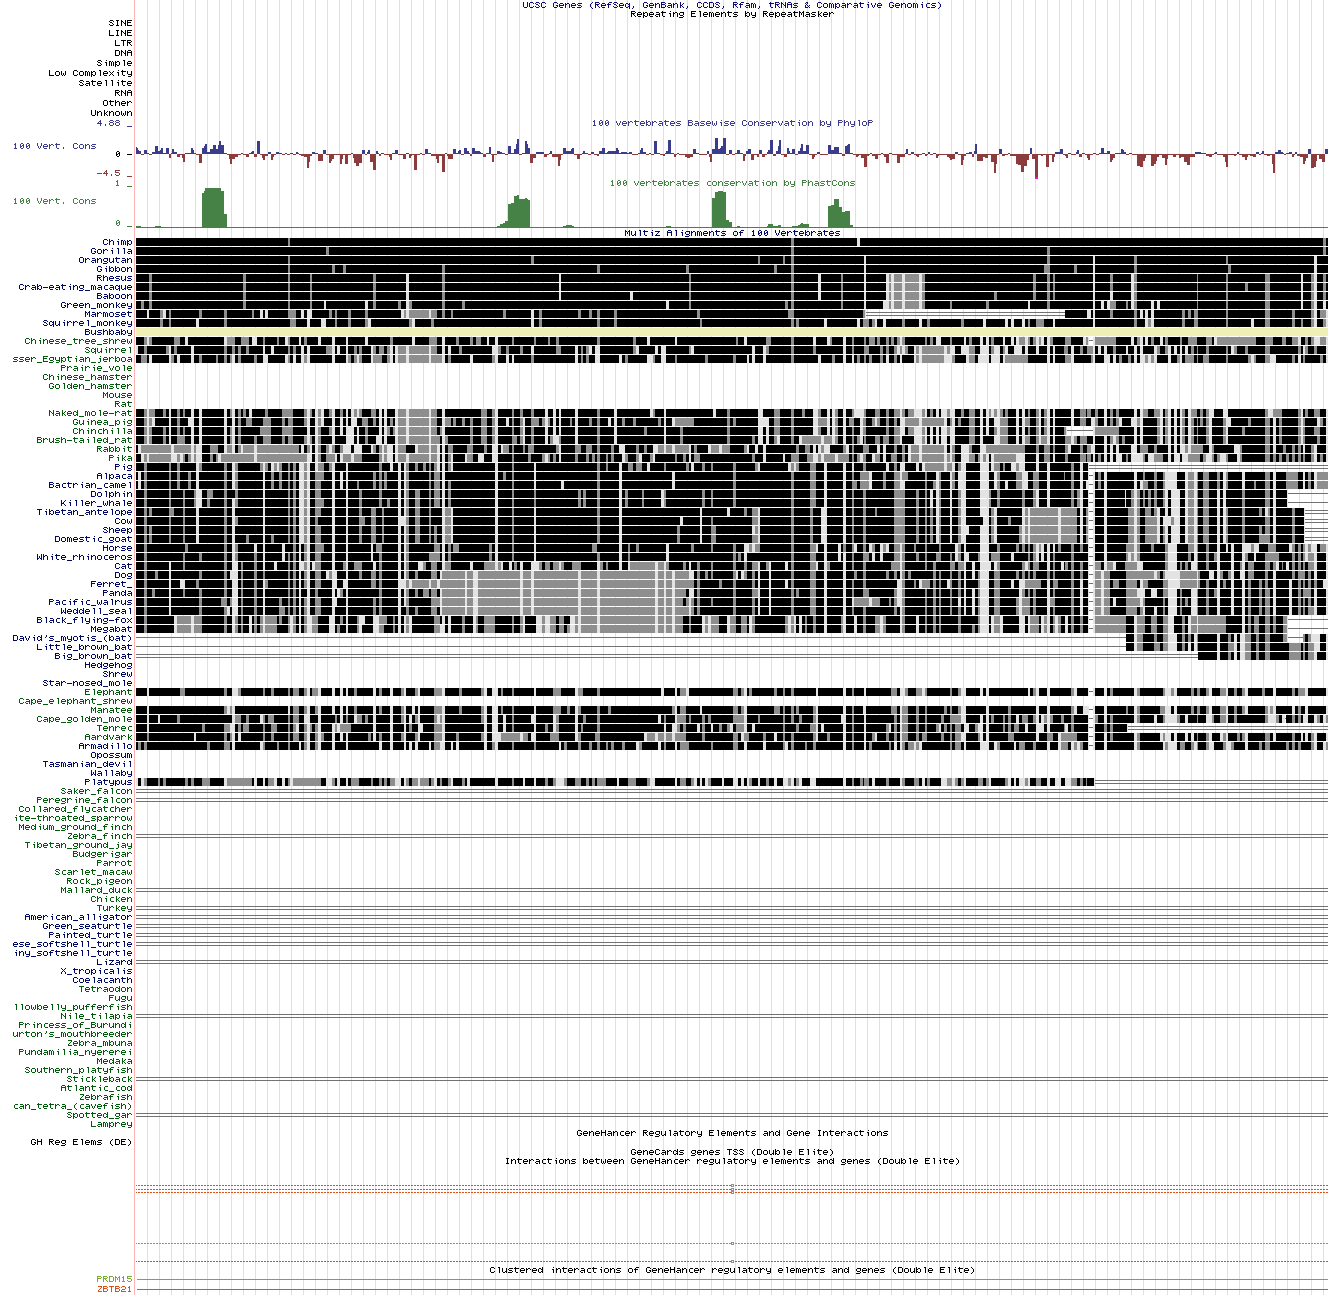 UCSC Genes (RefSeq, GenBank, CCDS, Rfam, tRNAs & Comparative Genomics)
Repeating Elements by RepeatMasker
SINE
LINE
LTR
DNA
Simple
Low Complexity
Satellite
RNA
Other
Unknown
4.88 _
100 vertebrates Basewise Conservation by PhyloP
100 Vert. Cons
0 _
-4.5 _
100 vertebrates conservation by PhastCons
1 _
100 Vert. Cons
0 _
Multiz Alignments of 100 Vertebrates
Chimp
Gorilla
Orangutan
Gibbon
Rhesus
Crab-eating_macaque
Baboon
Green_monkey
Marmoset
Squirrel_monkey
Bushbaby
Chinese_tree_shrew
Squirrel
sser_Egyptian_jerboa
Prairie_vole
Chinese_hamster
Golden_hamster
Mouse
Rat
Naked_mole-rat
Guinea_pig
Chinchilla
Brush-tailed_rat
Rabbit
Pika
Pig
Alpaca
Bactrian_camel
Dolphin
Killer_whale
Tibetan_antelope
Cow
Sheep
Domestic_goat
Horse
White_rhinoceros
Cat
Dog
Ferret_
Panda
Pacific_walrus
Weddell_seal
Black_flying-fox
Megabat
David's_myotis_(bat)
Little_brown_bat
Big_brown_bat
Hedgehog
Shrew
Star-nosed_mole
Elephant
Cape_elephant_shrew
Manatee
Cape_golden_mole
Tenrec
Aardvark
Armadillo
Opossum
Tasmanian_devil
Wallaby
Platypus
Saker_falcon
Peregrine_falcon
Collared_flycatcher
ite-throated_sparrow
Medium_ground_finch
Zebra_finch
Tibetan_ground_jay
Budgerigar
Parrot
Scarlet_macaw
Rock_pigeon
Mallard_duck
Chicken
Turkey
American_alligator
Green_seaturtle
Painted_turtle
ese_softshell_turtle
iny_softshell_turtle
Lizard
X_tropicalis
Coelacanth
Tetraodon
Fugu
llowbelly_pufferfish
Nile_tilapia
Princess_of_Burundi
urton's_mouthbreeder
Zebra_mbuna
Pundamilia_nyererei
Medaka
Southern_platyfish
Stickleback
Atlantic_cod
Zebrafish
can_tetra_(cavefish)
Spotted_gar
Lamprey
GeneHancer Regulatory Elements and Gene Interactions
GH Reg Elems (DE)
GeneCards genes TSS (Double Elite)
Interactions between GeneHancer regulatory elements and genes (Double Elite)
Clustered interactions of GeneHancer regulatory elements and genes (Double Elite)
PRDM15
ZBTB21